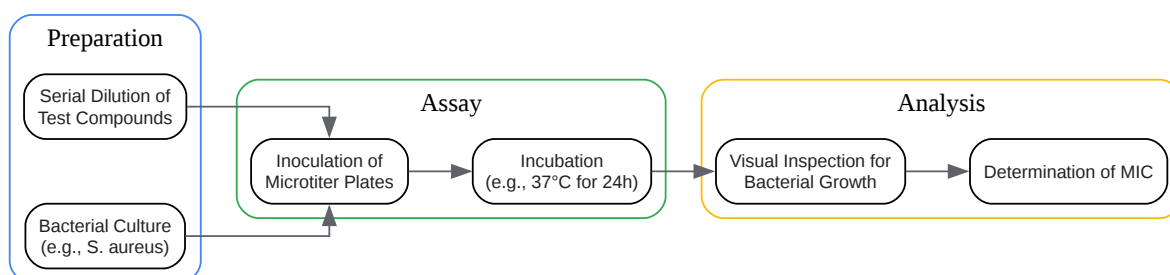 Preparation
Serial Dilution of
Test Compounds
Bacterial Culture
(e.g., S. aureus)
Assay
Inoculation of
Microtiter Plates
Incubation
(e.g., 37°C for 24h)
Analysis
Visual Inspection for
Bacterial Growth
Determination of MIC